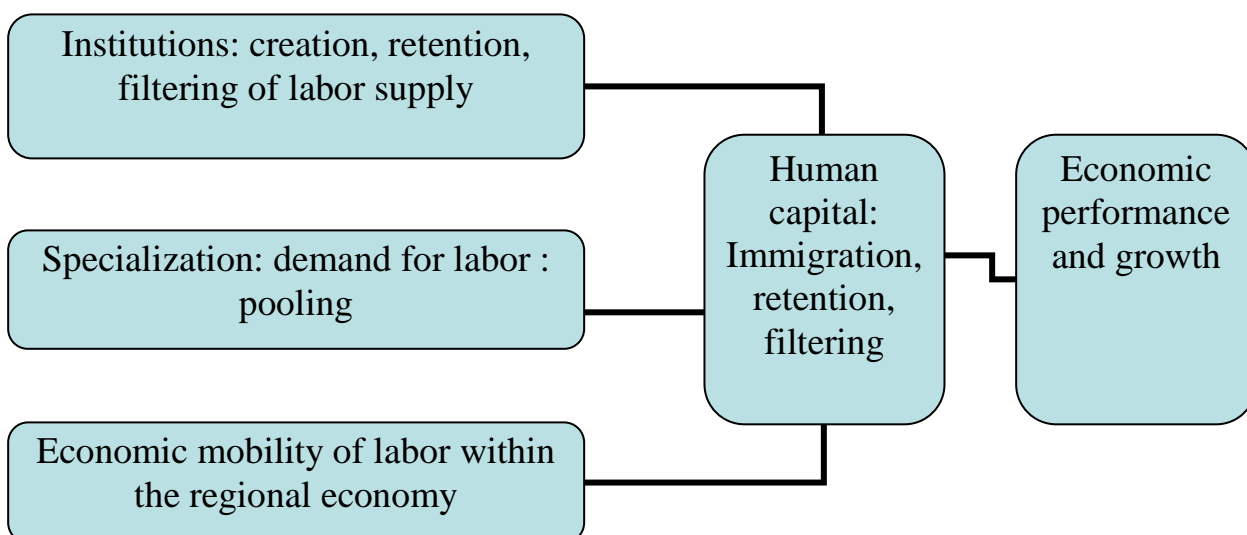 Institutions: creation, retention,
filtering of labor supply
Specialization: demand for labor :
pooling
Economic mobility of labor within
the regional economy
Human
capital:
Immigration,
retention,
filtering
Economic
performance
and growth